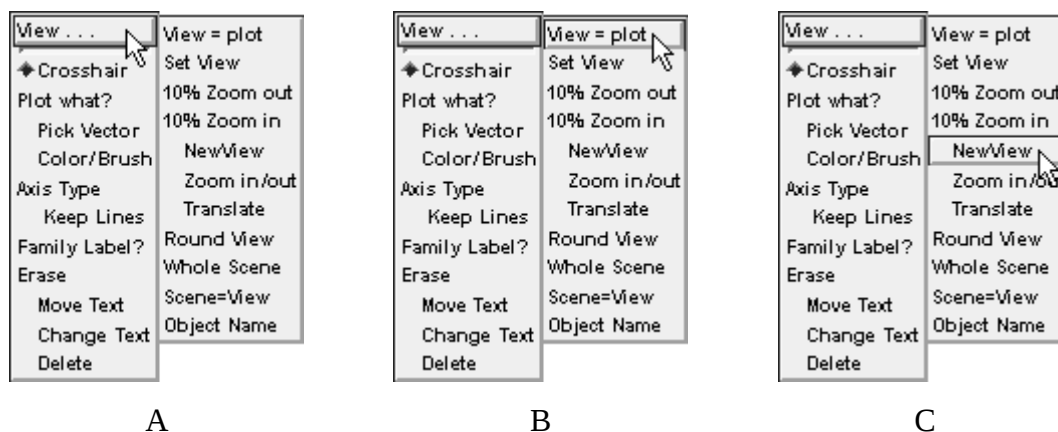 View . . .
Crosshair
Plot what?
Pick Vector
Color/Brush
Axis Type
Keep Lines
Family Label?
Erase
Move Text
Change Text
Delete
View = plot
Set View
10% Zoom out
10% Zoom in
NewView
Zoom in/out
Translate
Round View
Whole Scene
Scene=View
Object Name
A
View . . .
Crosshair
Plot what?
Pick Vector
Color/Brush
Axis Type
Keep Lines
Family Label?
Erase
Move Text
Change Text
Delete
View = plot
Set View
10% Zoom out
10% Zoom in
NewView
Zoom in/out
Translate
Round View
Whole Scene
Scene=View
Object Name
B
View . . .
Crosshair
Plot what?
Pick Vector
Color/Brush
Axis Type
Keep Lines
Family Label?
Erase
Move Text
Change Text
Delete
View = plot
Set View
10% Zoom out
10% Zoom in
NewView
Zoom in/out
Translate
Round View
Whole Scene
Scene=View
Object Name
C